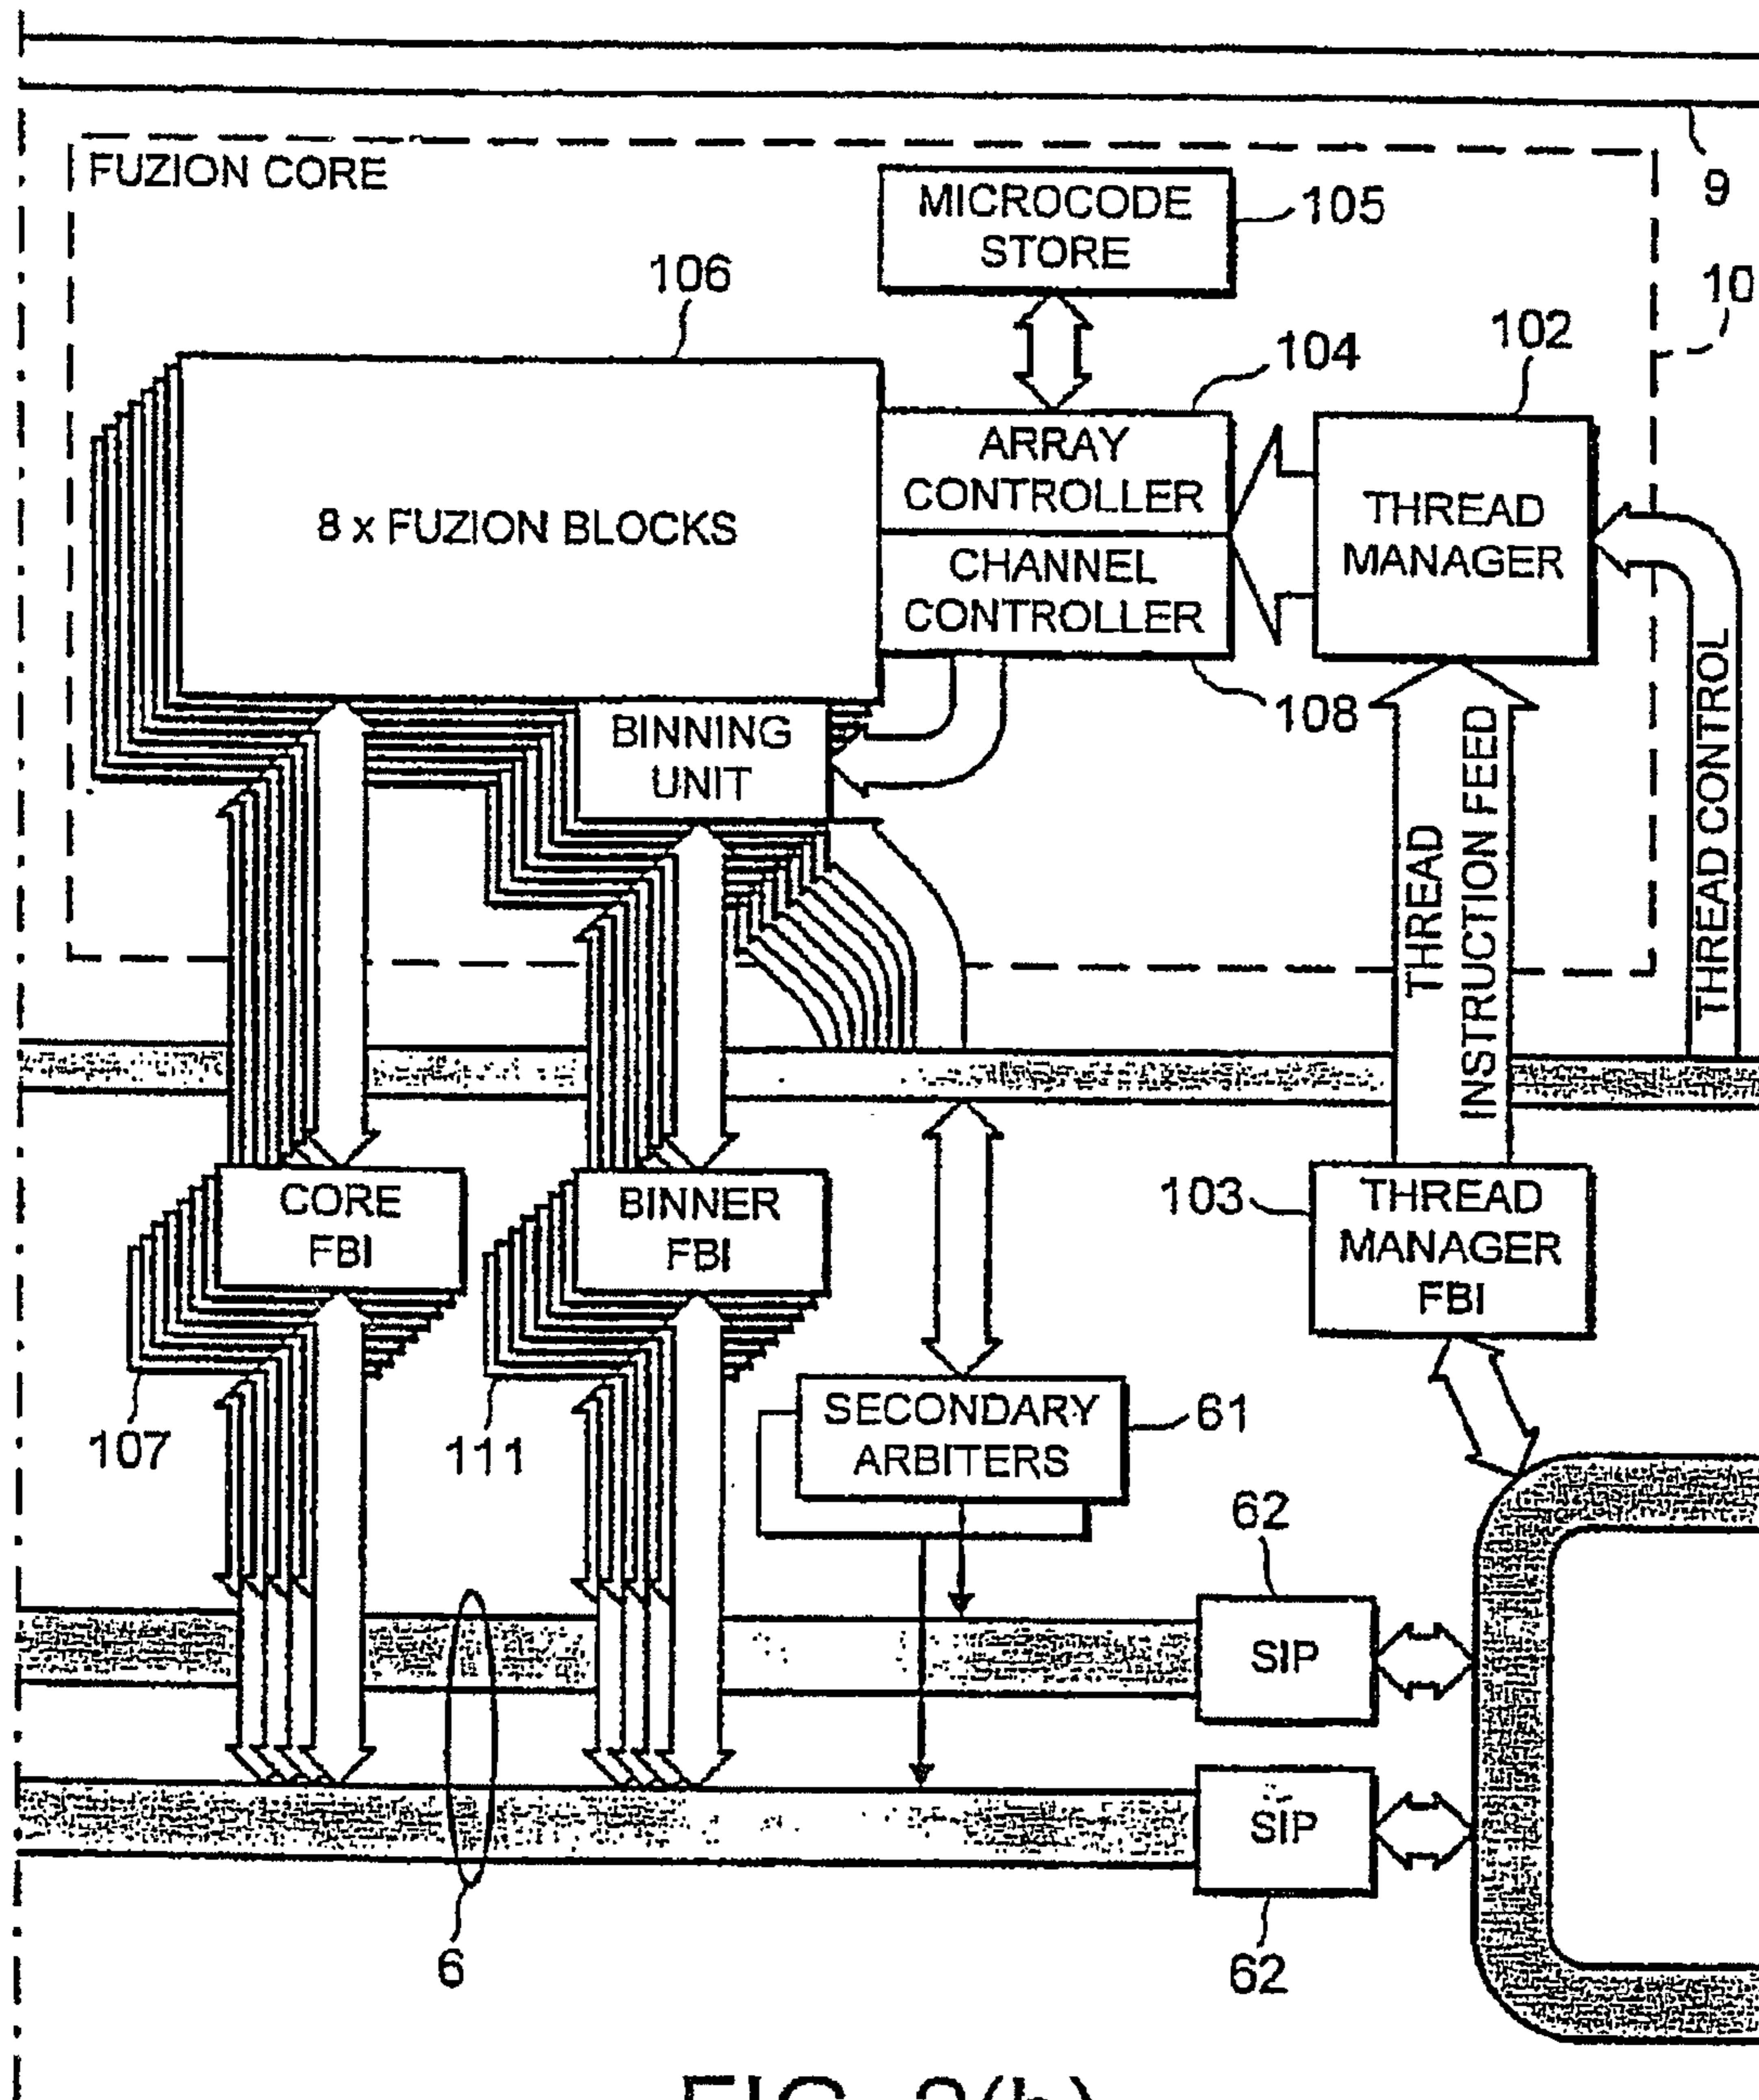 FUZION CORE
MICROCODE
STORE
105
9
10
106
104
102
ARRAY
CONTROLLER
8 x FUZION BLOCKS
THREAD
MANAGER
CHANNEL
CONTROLLER
108
BINNING
UNIT
THREAD
INSTRUCTION FEED
THREAD CONTROL
CORE
FBI
BINNER
FBI
103
THREAD
MANAGER
FBI
107
111
SECONDARY
ARBITERS
61
62
SIP
SIP
6
62